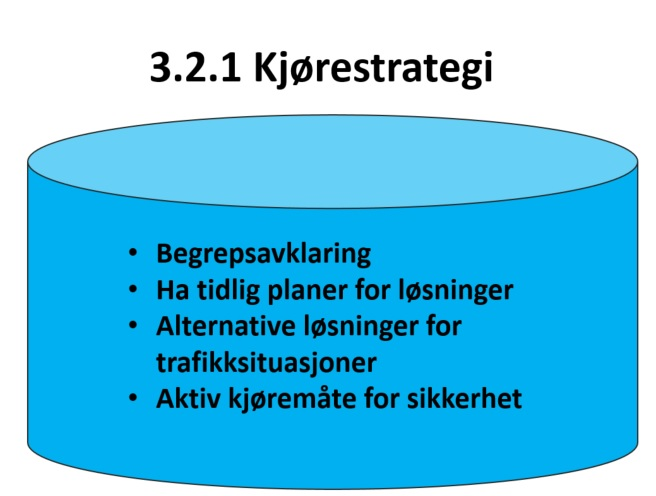 3.2.1 Kjørestrategi
• Begrepsavklaring
• Ha tidlig planer for løsninger
• Alternative løsninger for
trafikksituasjoner
• Aktiv kjøremåte for sikkerhet